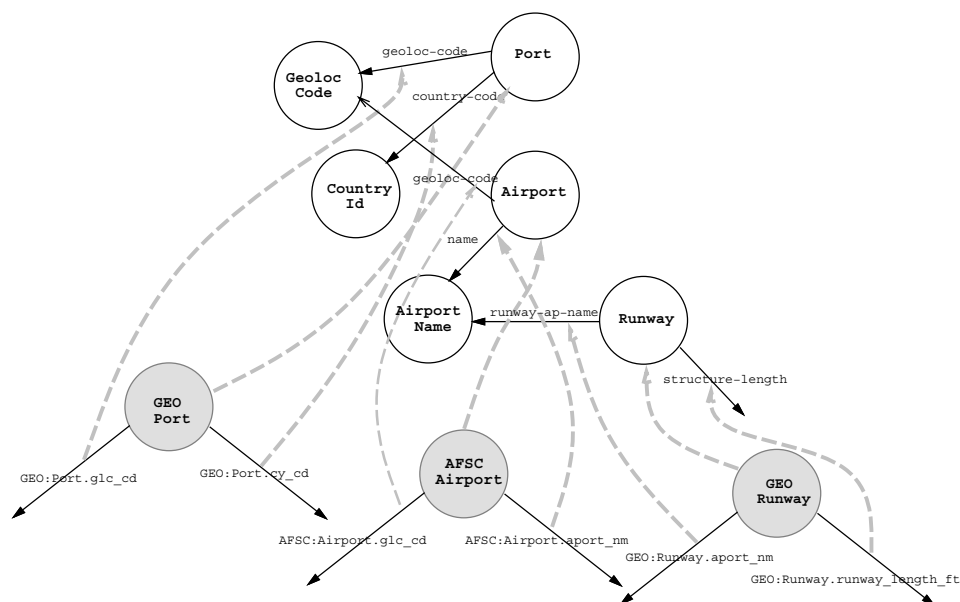 Port
geoloc-code
Geoloc
Code
country-cod
geoloc-code
Airport
Country
Id
name
Airport
Name
runway-ap-name
Runway
structure-length
GEO
Port
GEO:Port.glc_cd
GEO:Port.cy_cd
AFSC
Airport
GEO
Runway
AFSC:Airport.glc_cd
AFSC:Airport.aport_nm
GEO:Runway.aport_nm
GEO:Runway.runway_length_ft